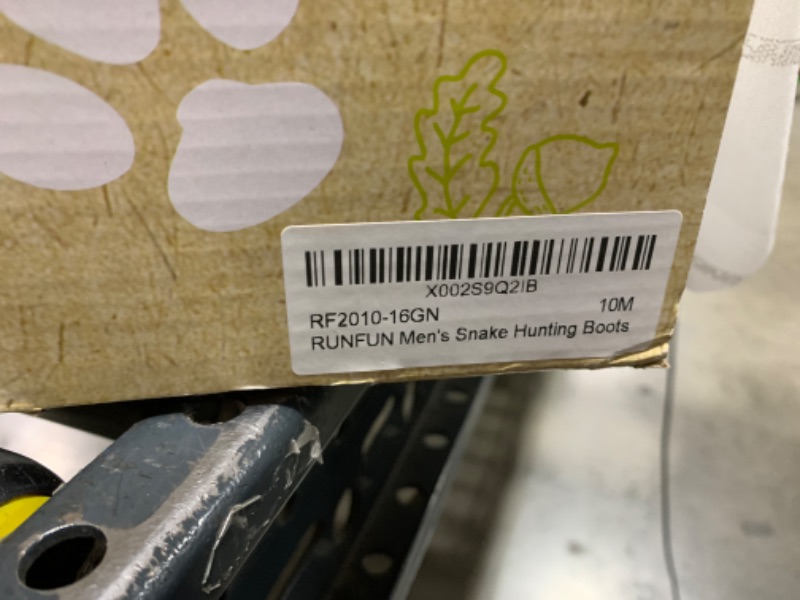 X002S9Q2IB
RF2010-16GN 10M
RUNFUN Men's Snake Hunting Boots